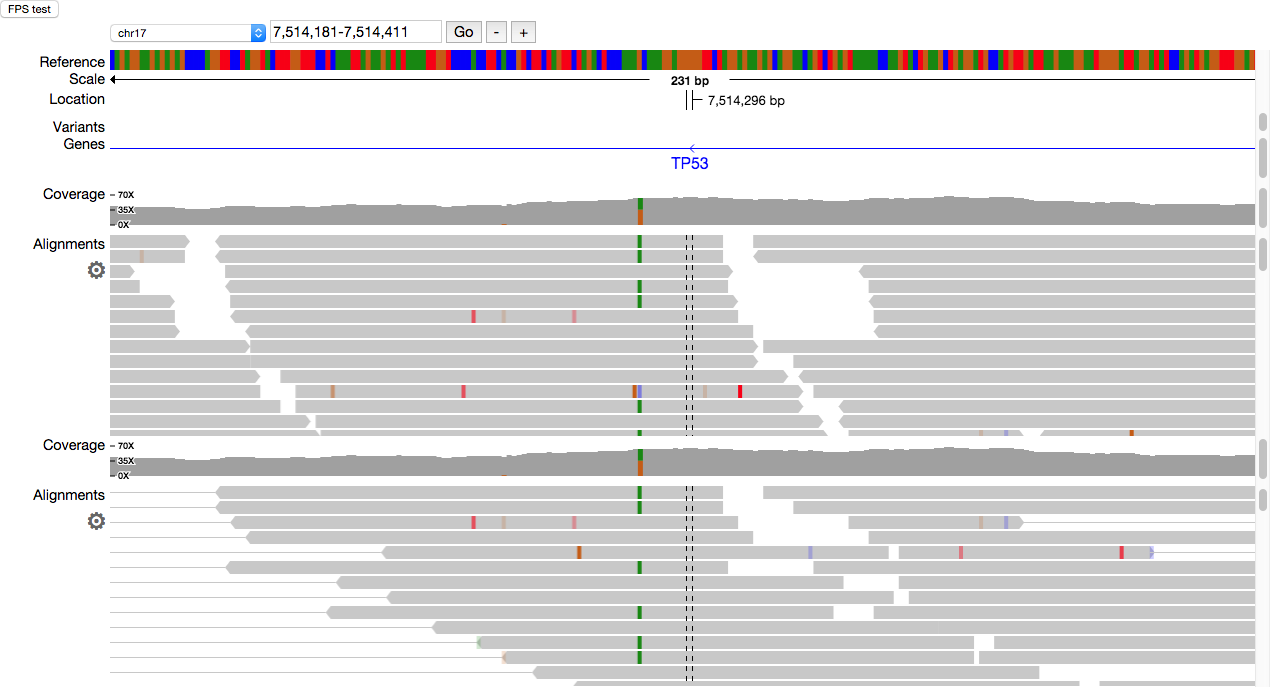 FPS test
chr17 7,514,181-7,514,411 Go - +
Reference
Scale 231 bp
Location 7,514,296 bp
Variants
Genes
TP53
Coverage 70X
35X
0X
Alignments
Coverage 70X
35X
0X
Alignments